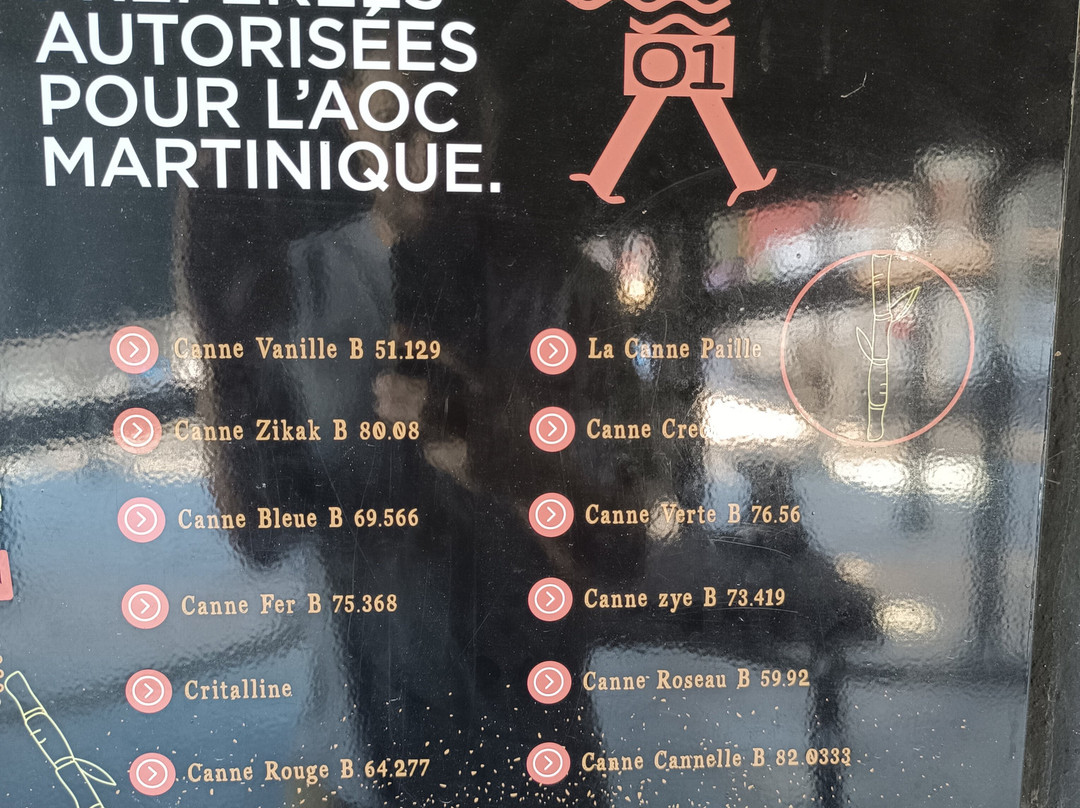 AUTORISÉES
POUR L'AOC
MARTINIQUE.
01
Canne Vanille B 51.129
Canne Zikak B 80.08
Canne Bleue B 69.566
Canne Fer B 75.368
Critalline
Canne Rouge B 64.277
La Canne Paille
Canne
Canne Verte B 76.56
Canne zye B 73.419
Canne Roseau B 59.92
Canne Cannelle B 82.0333